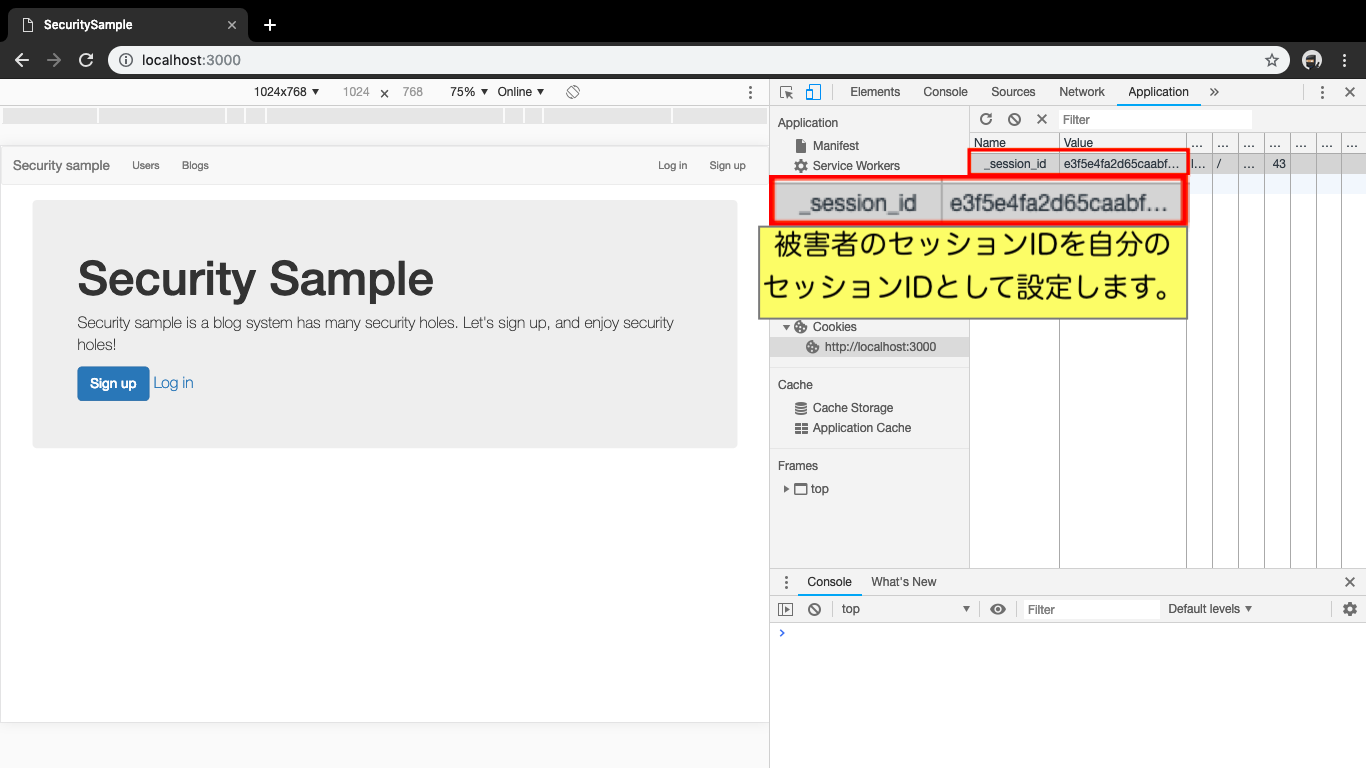 SecuritySample
localhost:3000
1024x768 ▼ 1024 × 768 75% ▼ Online ▼
Elements Console Sources Network Application »
Security sample Users Blogs Log in Sign up
Security Sample
Security sample is a blog system has many security holes. Let's sign up, and enjoy security
holes!
Sign up Log in
Application
Manifest
Service Workers
Filter
Name Value ... ... ... ... ... ... ...
_session_id e3f5e4fa2d65caabf... l... / ... 43
_session_id e3f5e4fa2d65caabf...
被害者のセッションIDを自分の
セッションIDとして設定します。
Cookies
http://localhost:3000
Cache
Cache Storage
Application Cache
Frames
top
Console What's New
top ▼ Filter Default levels ▼